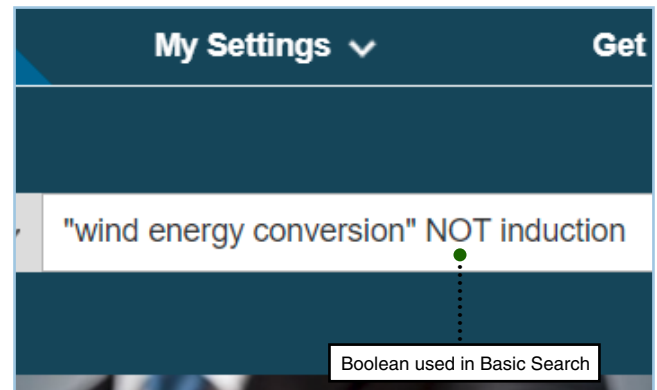 My Settings
Get
"wind energy conversion" NOT induction
Boolean used in Basic Search